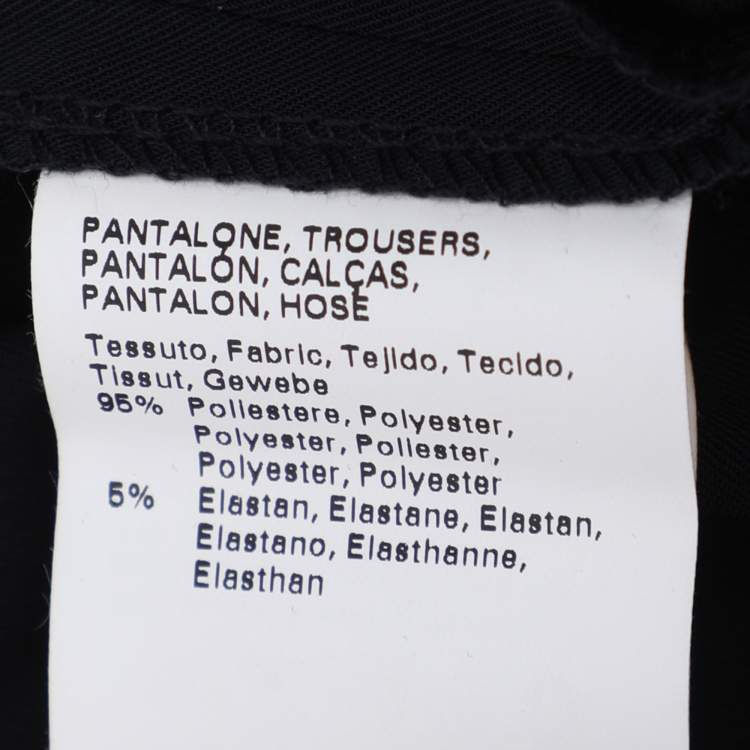 PANTALONE, TROUSERS,
PANTALÓN, CALÇAS,
PANTALON, HOSE
Tessuto, Fabric, Tejido, Tecido,
Tissut, Gewebe
95% Poliestere, Polyester,
Polyester, Poliester,
Polyester, Polyester
5% Elastan, Elastane, Elastan,
Elastano, Elasthanne,
Elasthan